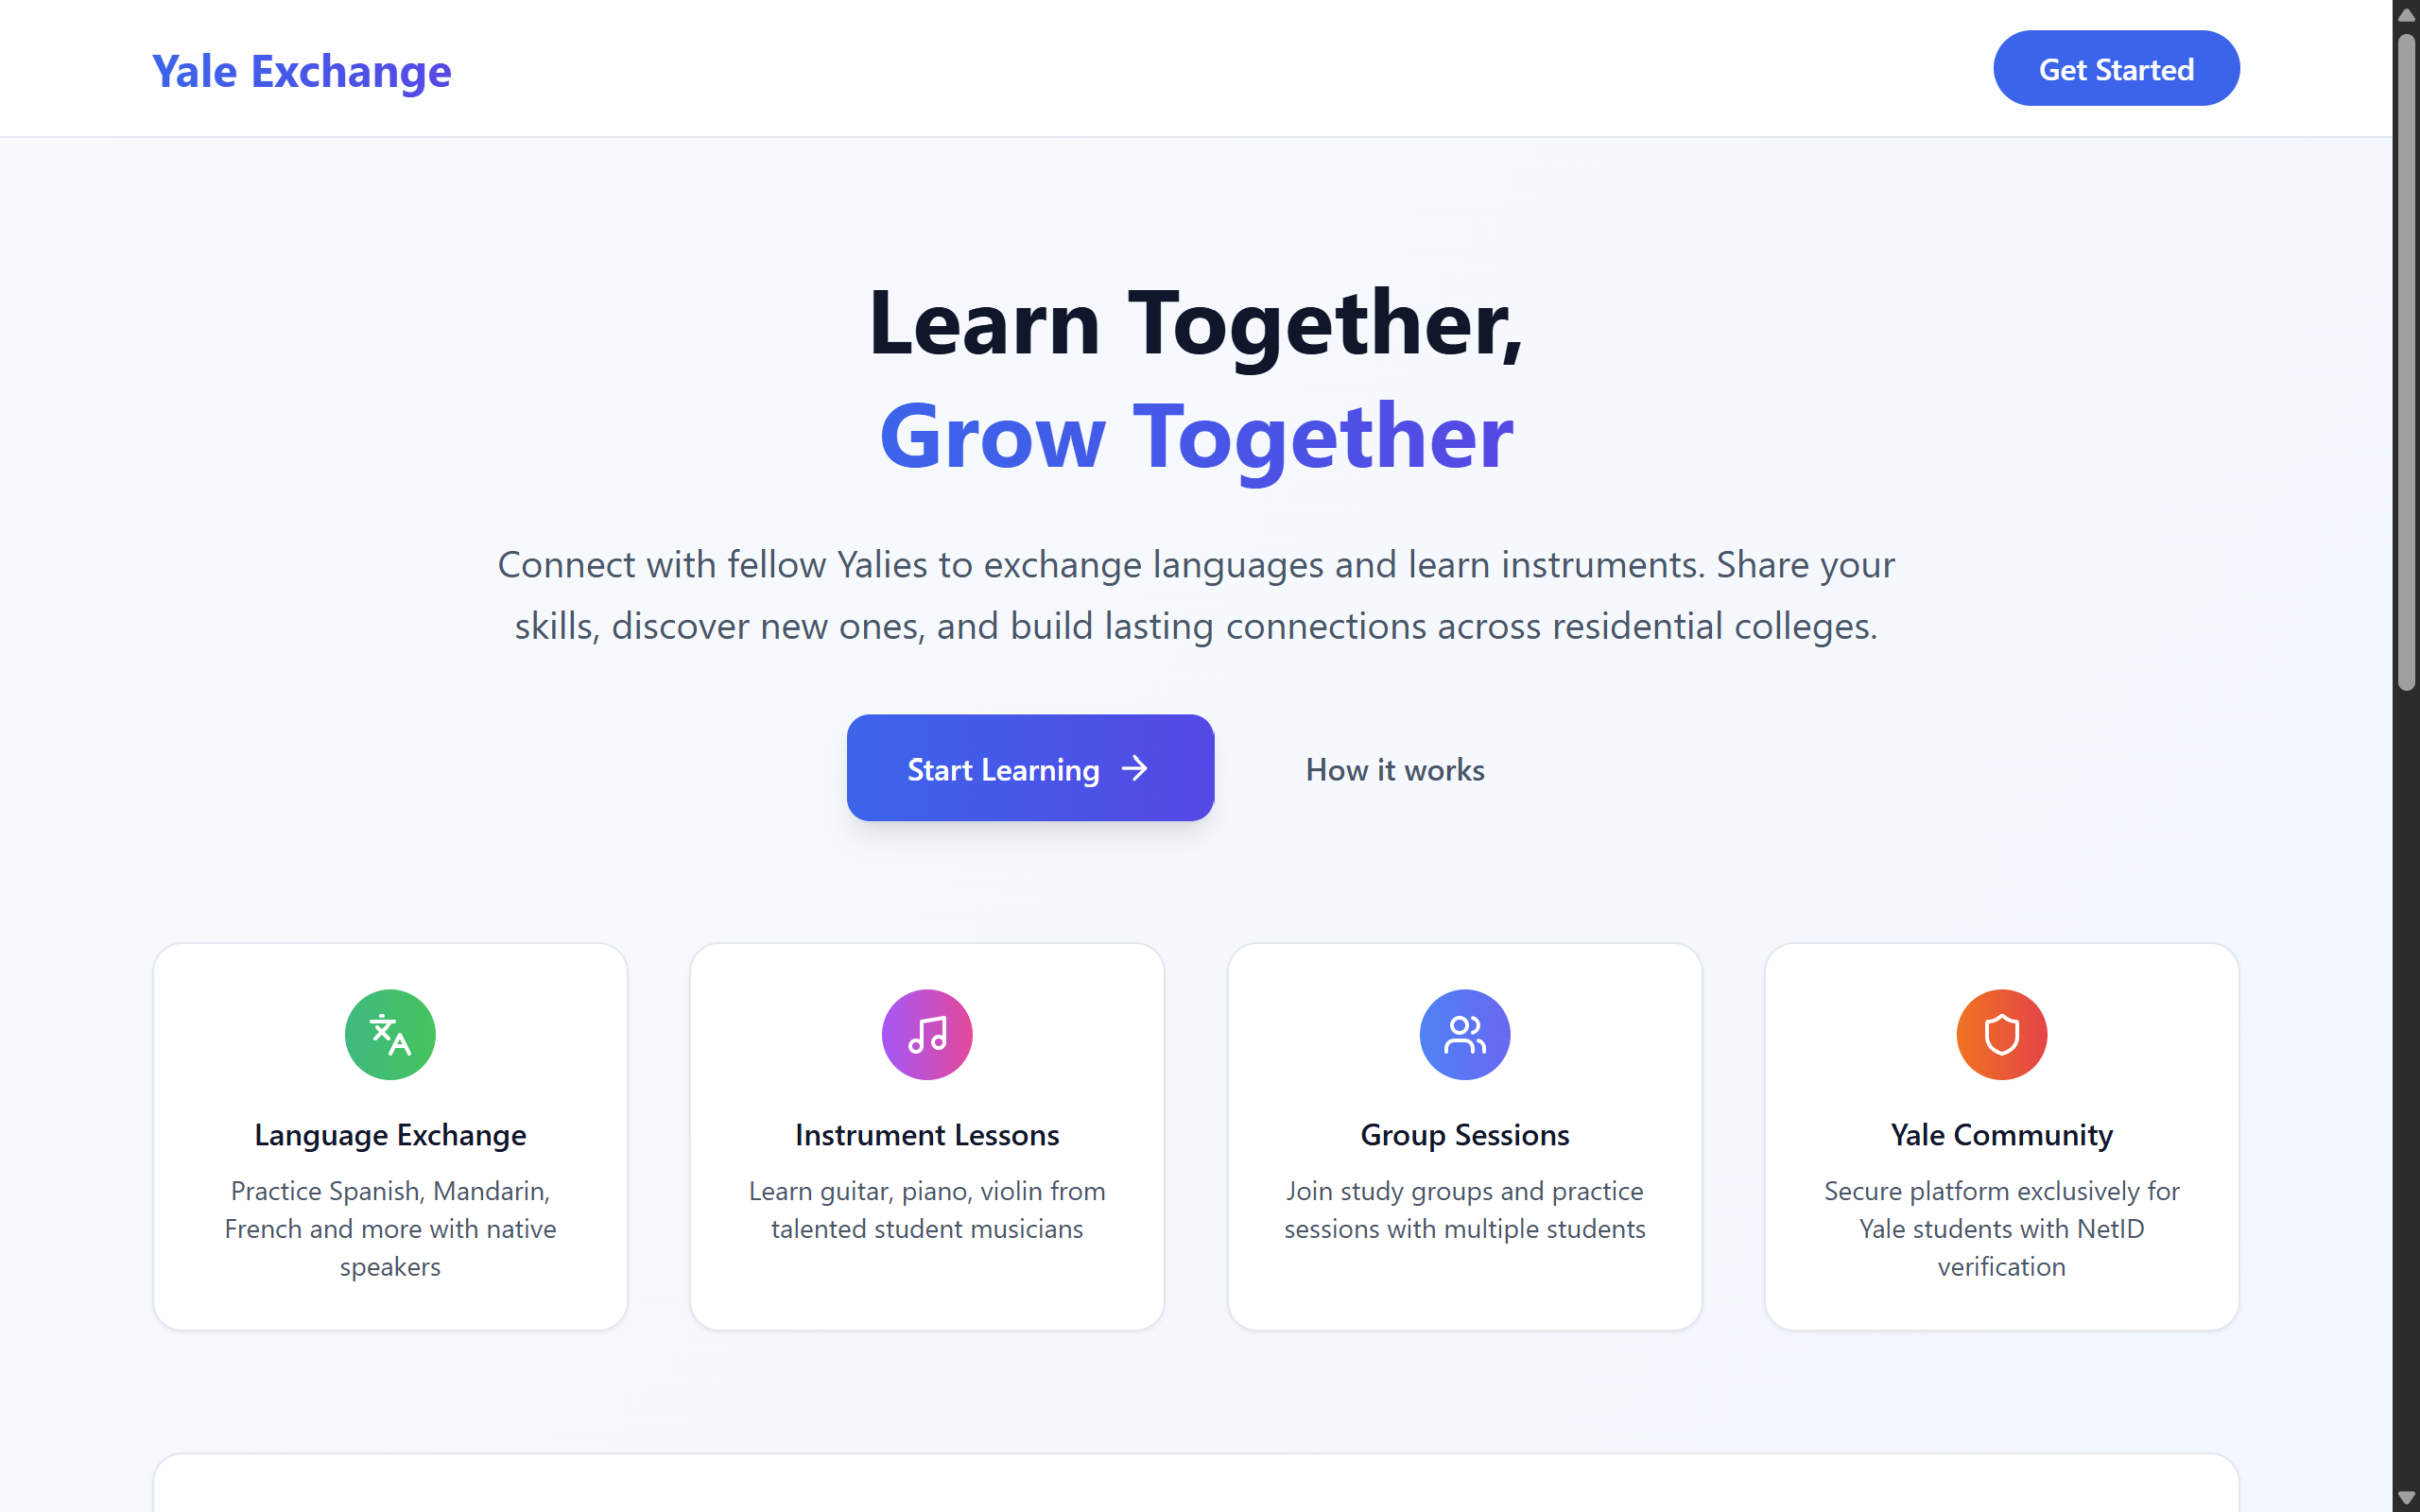 Yale Exchange
Get Started
Learn Together,
Grow Together
Connect with fellow Yalies to exchange languages and learn instruments. Share your
skills, discover new ones, and build lasting connections across residential colleges.
Start Learning
How it works
Language Exchange
Practice Spanish, Mandarin,
French and more with native
speakers
Instrument Lessons
Learn guitar, piano, violin from
talented student musicians
Group Sessions
Join study groups and practice
sessions with multiple students
Yale Community
Secure platform exclusively for
Yale students with NetID
verification